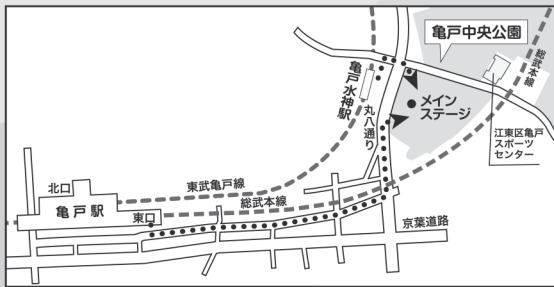 亀戸中央公園
総武本線
亀戸水神駅
丸八通り
メイン
ステージ
江東区亀戸
スポーツ
センター
東武亀戸線
北口
亀戸駅
東口
総武本線
京葉道路